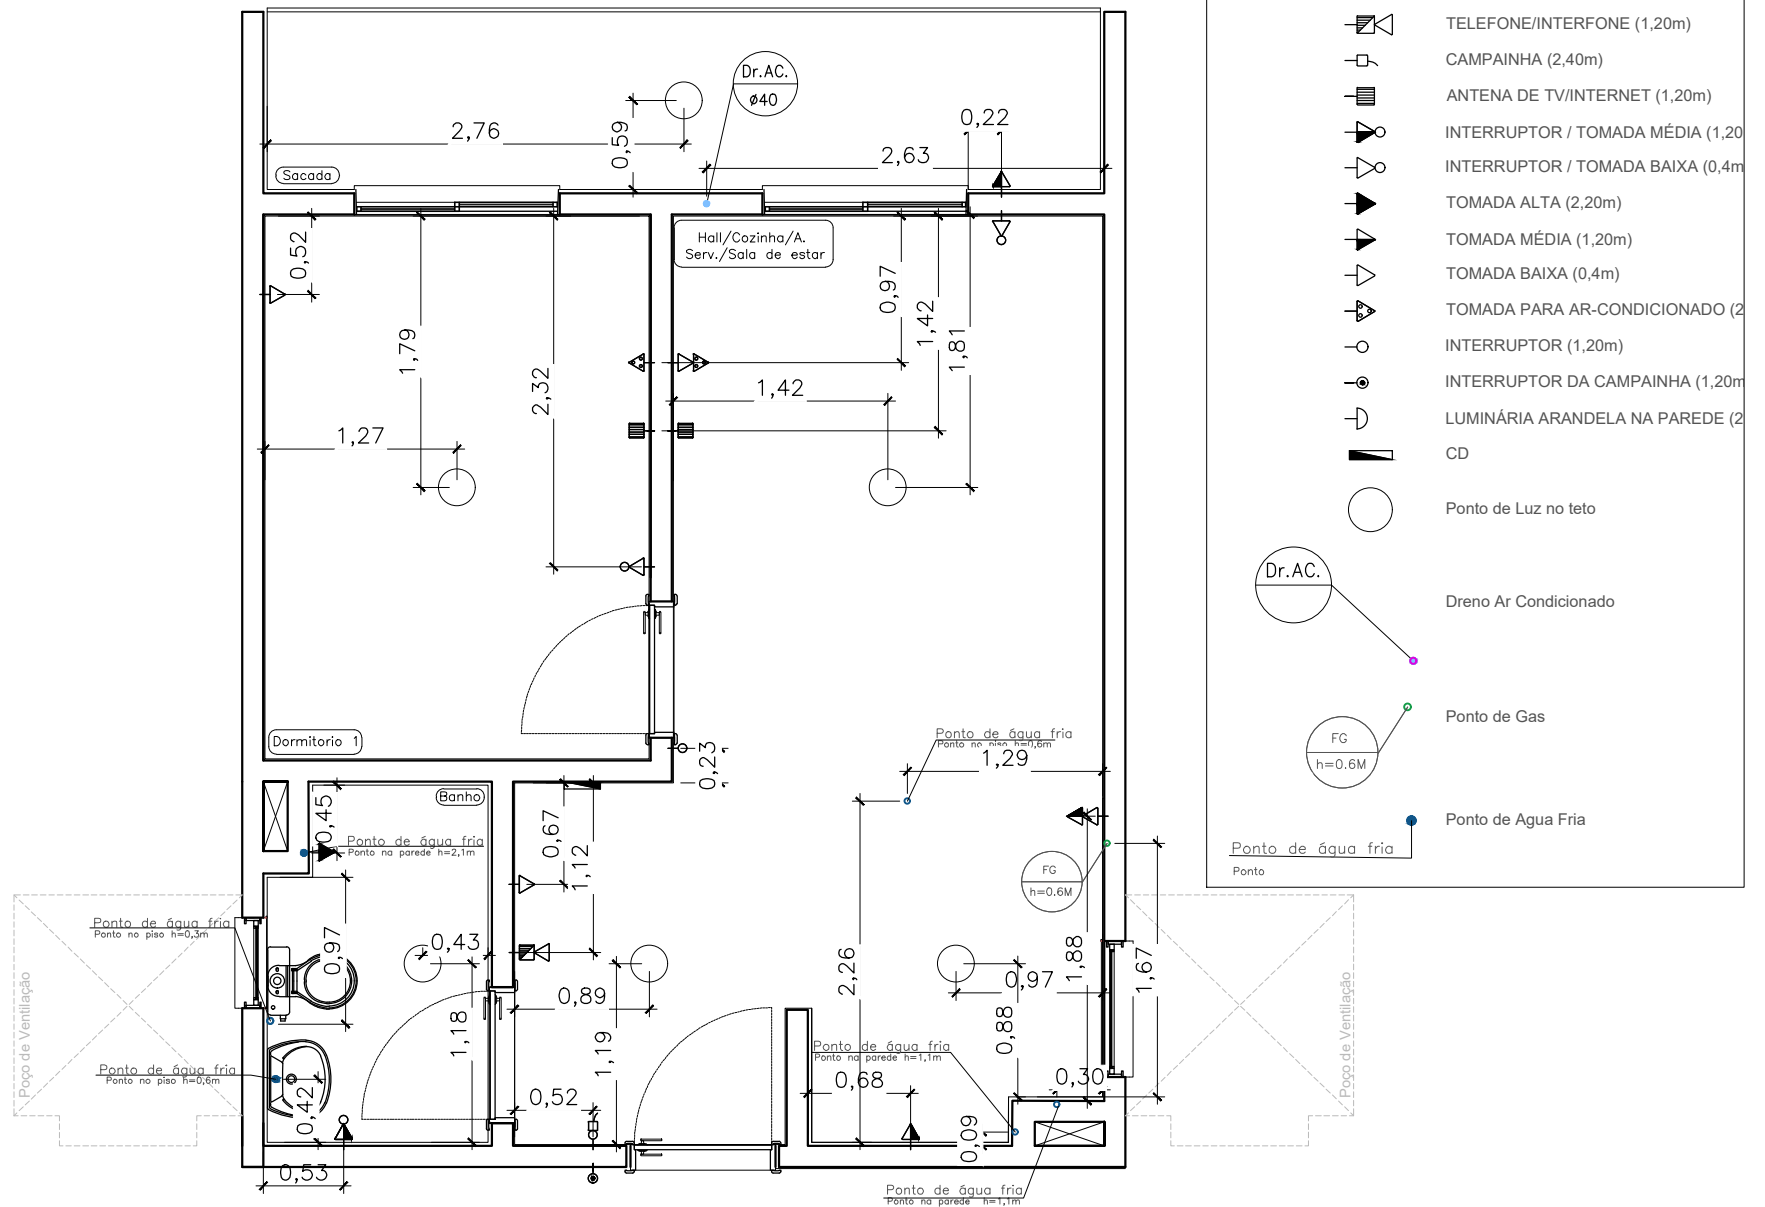 TELEFONE/INTERFONE (1,20m)
CAMPAINHA (2,40m)
ANTENA DE TV/INTERNET (1,20m)
INTERRUPTOR / TOMADA MÉDIA (1,20
INTERRUPTOR / TOMADA BAIXA (0,4m
TOMADA ALTA (2,20m)
TOMADA MÉDIA (1,20m)
TOMADA BAIXA (0,4m)
TOMADA PARA AR-CONDICIONADO (2
INTERRUPTOR (1,20m)
INTERRUPTOR DA CAMPAINHA (1,20m
LUMINÁRIA ARANDELA NA PAREDE (2
CD
Ponto de Luz no teto
Dr.AC.
Dreno Ar Condicionado
Ponto de Gas
FG
h=0.6M
Ponto de Agua Fria
Ponto de água fria
Ponto
Dr.AC.
ø40
2,76
0,59
0,22
2,63
Sacada
0,52
Hall/Cozinha/A.
Serv./Sala de estar
0,97
1,42
1,81
1,79
2,32
1,42
1,27
Dormitorio 1
0,23
Ponto de água fria
Ponto no piso h=0,6m
1,29
Banho
0,45
Ponto de água fria
Ponto na parede h=2,1m
0,67
1,12
FG
h=0.6M
Ponto de água fria
Ponto no piso h=0,3m
0,97
0,43
0,89
2,26
0,97
1,88
1,67
Poço de Ventilação
Poço de Ventilação
1,18
1,19
0,88
Ponto de água fria
Ponto na parede h=1,1m
Ponto de água fria
Ponto no piso h=0,6m
0,42
0,52
0,68
0,30
0,09
0,53
Ponto de água fria
Ponto na parede h=1,1m